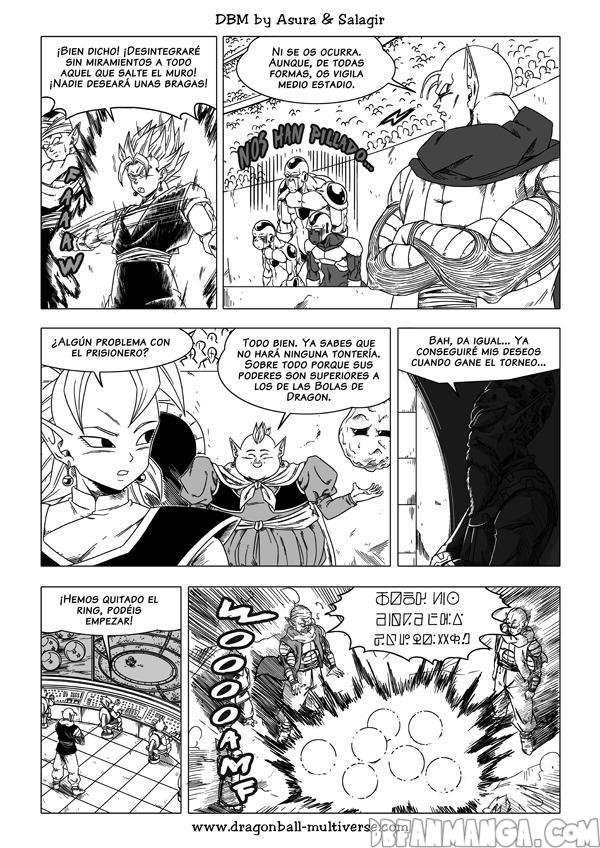 DBM by Asura & Salagir
¡Bien dicho! ¡Desintegraré
sin miramientos a todo
aquel que salte el muro!
¡Nadie deseará unas bragas!
FAAAW
Ni se os ocurra.
Aunque, de todas
formas, os vigila
medio estadio.
NOS HAN PILLADO...
¿Algún problema con
el prisionero?
Todo bien. Ya sabes que
no hará ninguna tontería.
Sobre todo porque sus
poderes son superiores a
los de las Bolas de
Dragon.
Bah, da igual... Ya
conseguiré mis deseos
cuando gane el torneo...
¡Hemos quitado el
ring, podéis
empezar!
WOOOOAMF
www.dragonball-multiverse.com
DBFANMANGA.COM